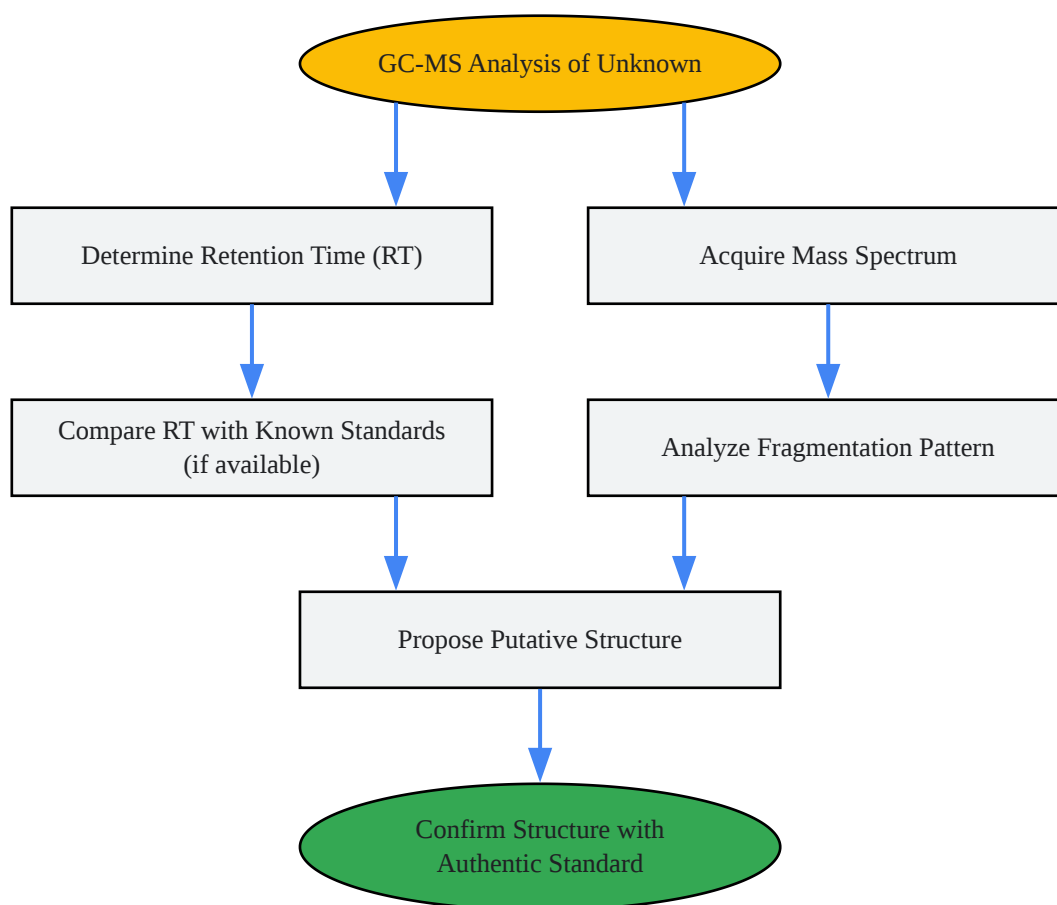 GC-MS Analysis of Unknown
Determine Retention Time (RT)
Acquire Mass Spectrum
Compare RT with Known Standards
(if available)
Analyze Fragmentation Pattern
Propose Putative Structure
Confirm Structure with
Authentic Standard